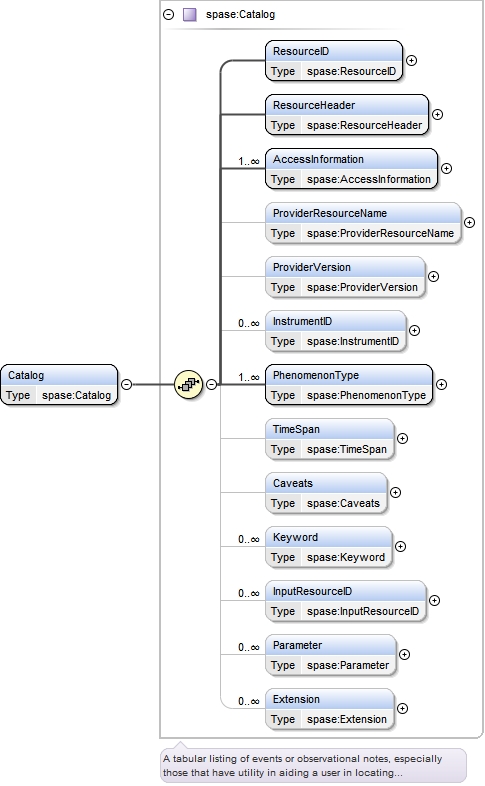 spase:Catalog
ResourceID
Type spase:ResourceID
ResourceHeader
Type spase:ResourceHeader
1..∞
AccessInformation
Type spase:AccessInformation
ProviderResourceName
Type spase:ProviderResourceName
ProviderVersion
Type spase:ProviderVersion
0..∞
InstrumentID
Type spase:InstrumentID
Catalog
Type spase:Catalog
1..∞
PhenomenonType
Type spase:PhenomenonType
TimeSpan
Type spase:TimeSpan
Caveats
Type spase:Caveats
0..∞
Keyword
Type spase:Keyword
0..∞
InputResourceID
Type spase:InputResourceID
0..∞
Parameter
Type spase:Parameter
0..∞
Extension
Type spase:Extension
A tabular listing of events or observational notes, especially
those that have utility in aiding a user in locating...